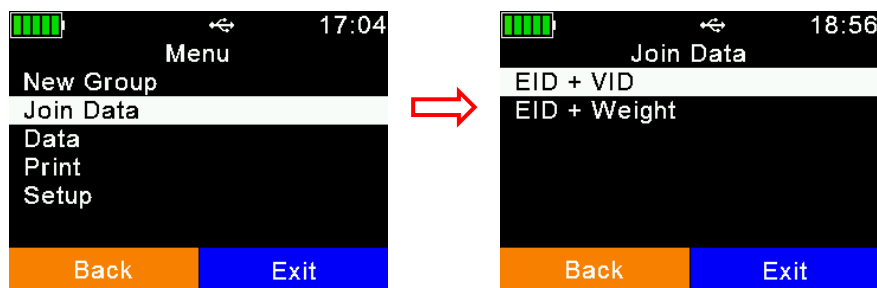 17:04
Menu
New Group
Join Data
Data
Print
Setup
Back Exit
18:56
Join Data
EID + VID
EID + Weight
Back Exit